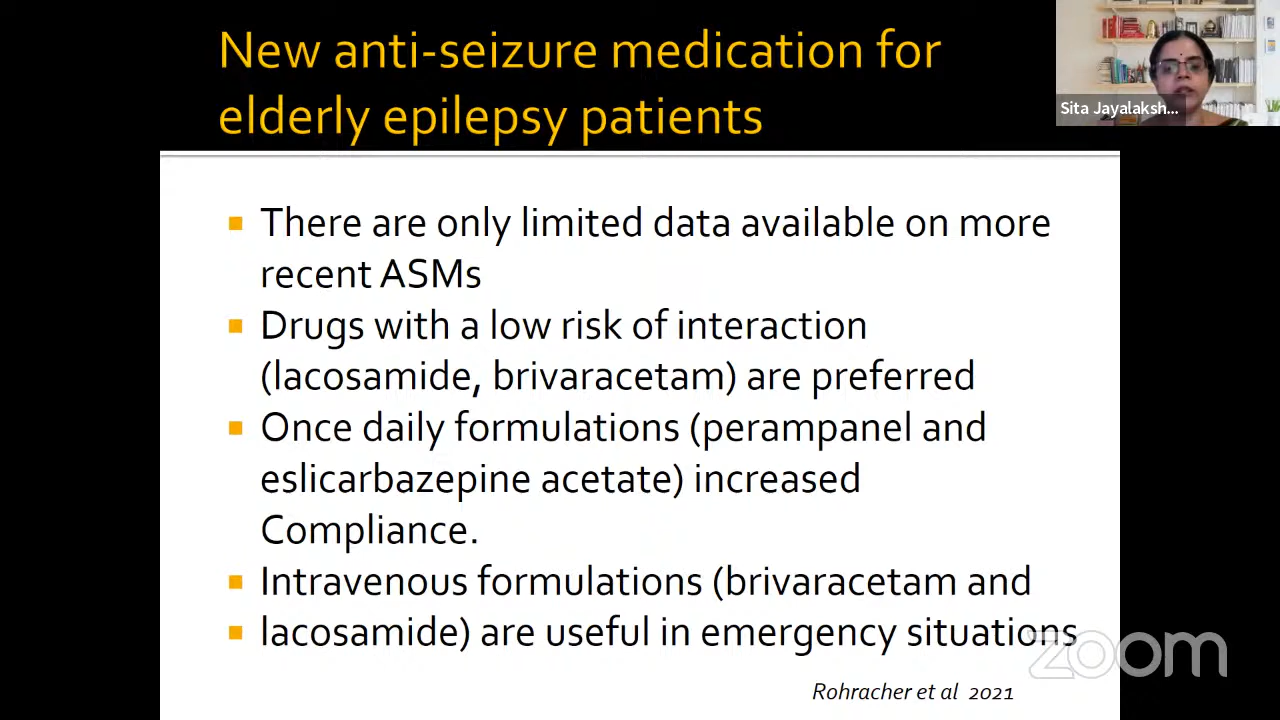 New anti-seizure medication for
elderly epilepsy patients
Sita Jayalaksh...
There are only limited data available on more
recent ASMs
Drugs with a low risk of interaction
(lacosamide, brivaracetam) are preferred
Once daily formulations (perampanel and
eslicarbazepine acetate) increased
Compliance.
Intravenous formulations (brivaracetam and
lacosamide) are useful in emergency situations
zoom
Rohracher et al 2021